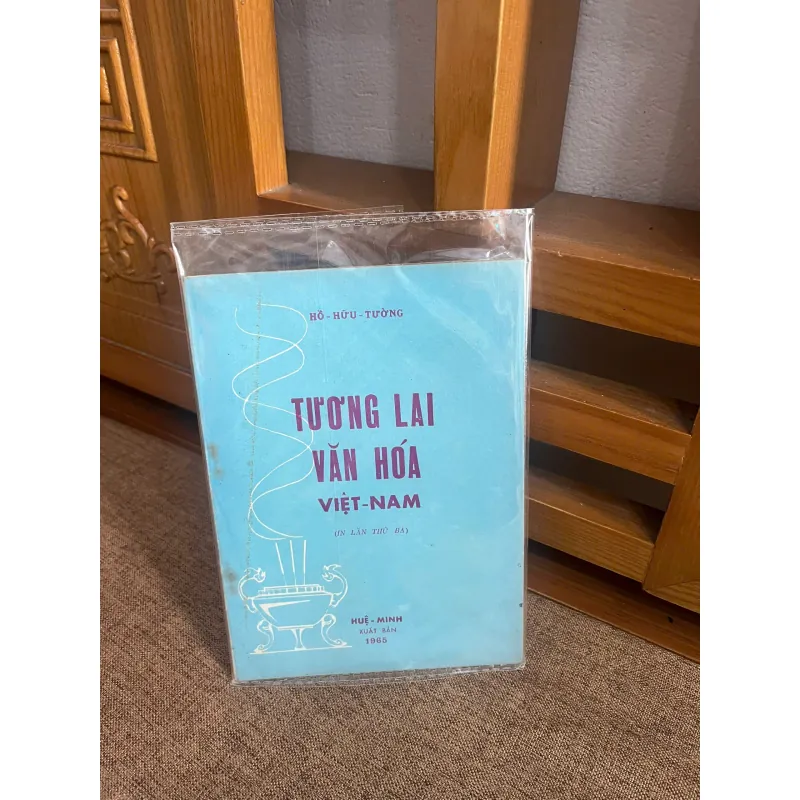 HỒ - HỮU - TƯỜNG
TƯƠNG LAI
VĂN HÓA
VIỆT-NAM
(IN LẦN THỨ BA)
HUỆ - MINH
XUẤT BẢN
1965